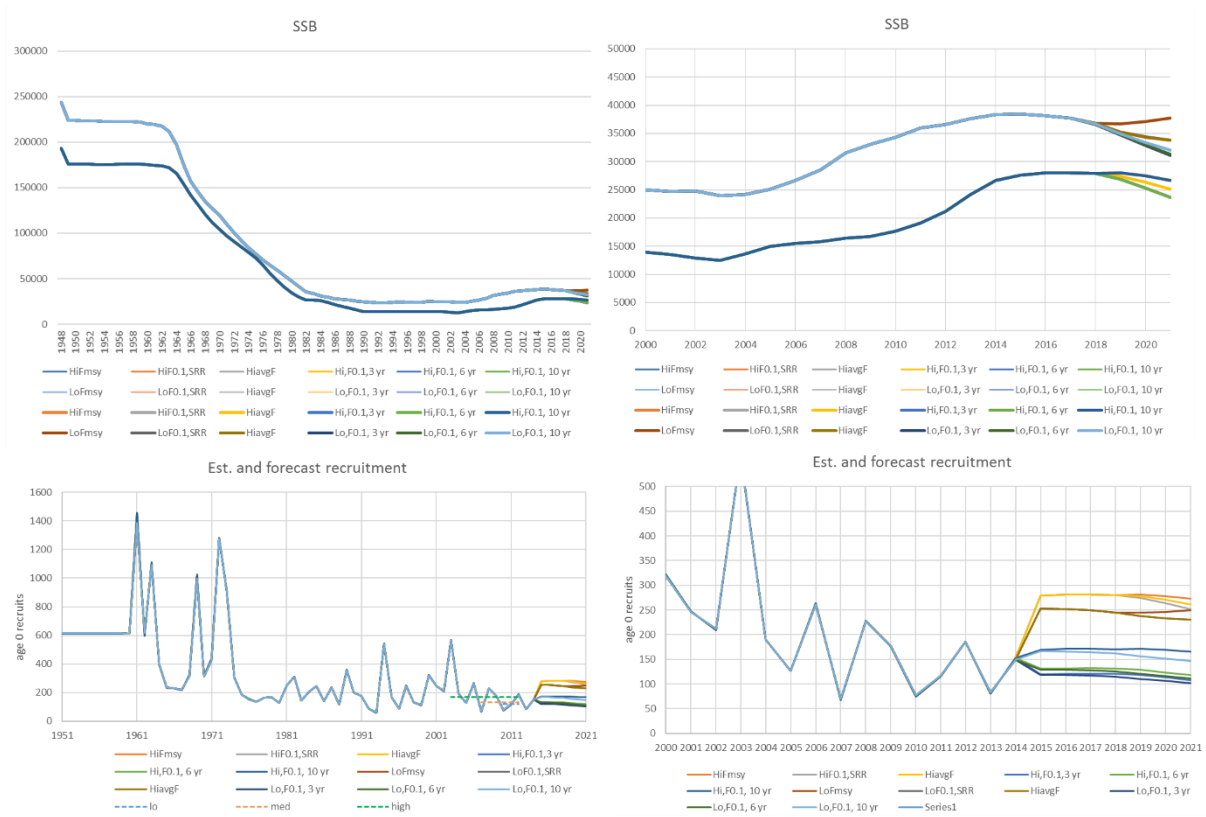 SSB
300000
250000
200000
150000
100000
50000
0
1948 1950 1952 1954 1956 1958 1960 1962 1964 1966 1968 1970 1972 1974 1976 1978 1980 1982 1984 1986 1988 1990 1992 1994 1996 1998 2000 2002 2004 2006 2008 2010 2012 2014 2016 2018 2020
HiFmsy HiF0.1,SRR HiavgF Hi,F0.1,3 yr Hi,F0.1, 6 yr Hi,F0.1, 10 yr
LoFmsy LoF0.1,SRR HiavgF Lo,F0.1, 3 yr Lo,F0.1, 6 yr Lo,F0.1, 10 yr
HiFmsy HiF0.1,SRR HiavgF Hi,F0.1,3 yr Hi,F0.1, 6 yr Hi,F0.1, 10 yr
LoFmsy LoF0.1,SRR HiavgF Lo,F0.1, 3 yr Lo,F0.1, 6 yr Lo,F0.1, 10 yr
SSB
50000
45000
40000
35000
30000
25000
20000
15000
10000
5000
0
2000 2002 2004 2006 2008 2010 2012 2014 2016 2018 2020
HiFmsy HiF0.1,SRR HiavgF Hi,F0.1,3 yr Hi,F0.1, 6 yr Hi,F0.1, 10 yr
LoFmsy LoF0.1,SRR HiavgF Lo,F0.1, 3 yr Lo,F0.1, 6 yr Lo,F0.1, 10 yr
HiFmsy HiF0.1,SRR HiavgF Hi,F0.1,3 yr Hi,F0.1, 6 yr Hi,F0.1, 10 yr
LoFmsy LoF0.1,SRR HiavgF Lo,F0.1, 3 yr Lo,F0.1, 6 yr Lo,F0.1, 10 yr
Est. and forecast recruitment
age 0 recruits
1600
1400
1200
1000
800
600
400
200
0
1951 1961 1971 1981 1991 2001 2011 2021
HiFmsy HiF0.1,SRR HiavgF Hi,F0.1,3 yr
Hi,F0.1, 6 yr Hi,F0.1, 10 yr LoFmsy LoF0.1,SRR
HiavgF Lo,F0.1, 3 yr Lo,F0.1, 6 yr Lo,F0.1, 10 yr
lo med high
Est. and forecast recruitment
age 0 recruits
500
450
400
350
300
250
200
150
100
50
0
2000 2001 2002 2003 2004 2005 2006 2007 2008 2009 2010 2011 2012 2013 2014 2015 2016 2017 2018 2019 2020 2021
HiFmsy HiF0.1,SRR HiavgF Hi,F0.1,3 yr Hi,F0.1, 6 yr
Hi,F0.1, 10 yr LoFmsy LoF0.1,SRR HiavgF Lo,F0.1, 3 yr
Lo,F0.1, 6 yr Lo,F0.1, 10 yr Series1